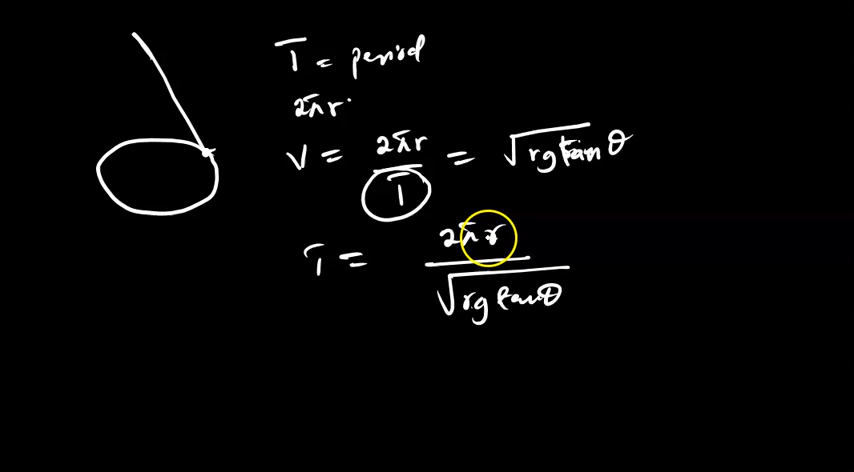 T = period
2πr
V = 2πr / T = √rg tanθ
T = 2πr / √rg tanθ